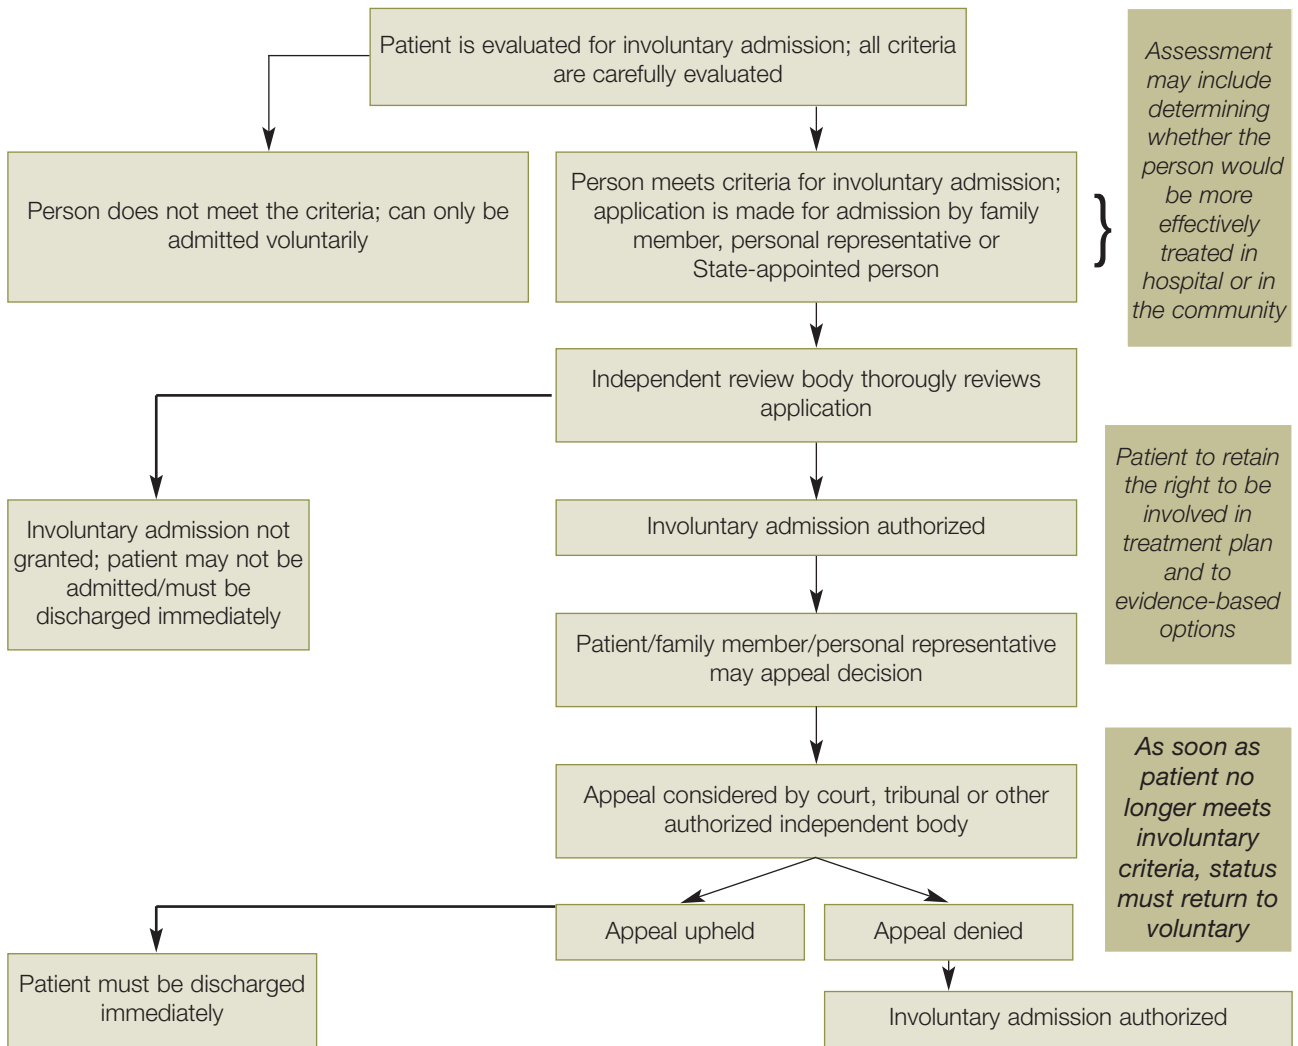 Patient is evaluated for involuntary admission; all criteria
are carefully evaluated
Assessment
may include
determining
whether the
person would
be more
effectively
treated in
hospital or in
the community
Person does not meet the criteria; can only be
admitted voluntarily
Person meets criteria for involuntary admission;
application is made for admission by family
member, personal representative or
State-appointed person
}
Independent review body thorougly reviews
application
Patient to retain
the right to be
involved in
treatment plan
and to
evidence-based
options
Involuntary admission not
granted; patient may not be
admitted/must be
discharged immediately
Involuntary admission authorized
Patient/family member/personal representative
may appeal decision
As soon as
patient no
longer meets
involuntary
criteria, status
must return to
voluntary
Appeal considered by court, tribunal or other
authorized independent body
Appeal upheld
Appeal denied
Patient must be discharged
immediately
Involuntary admission authorized